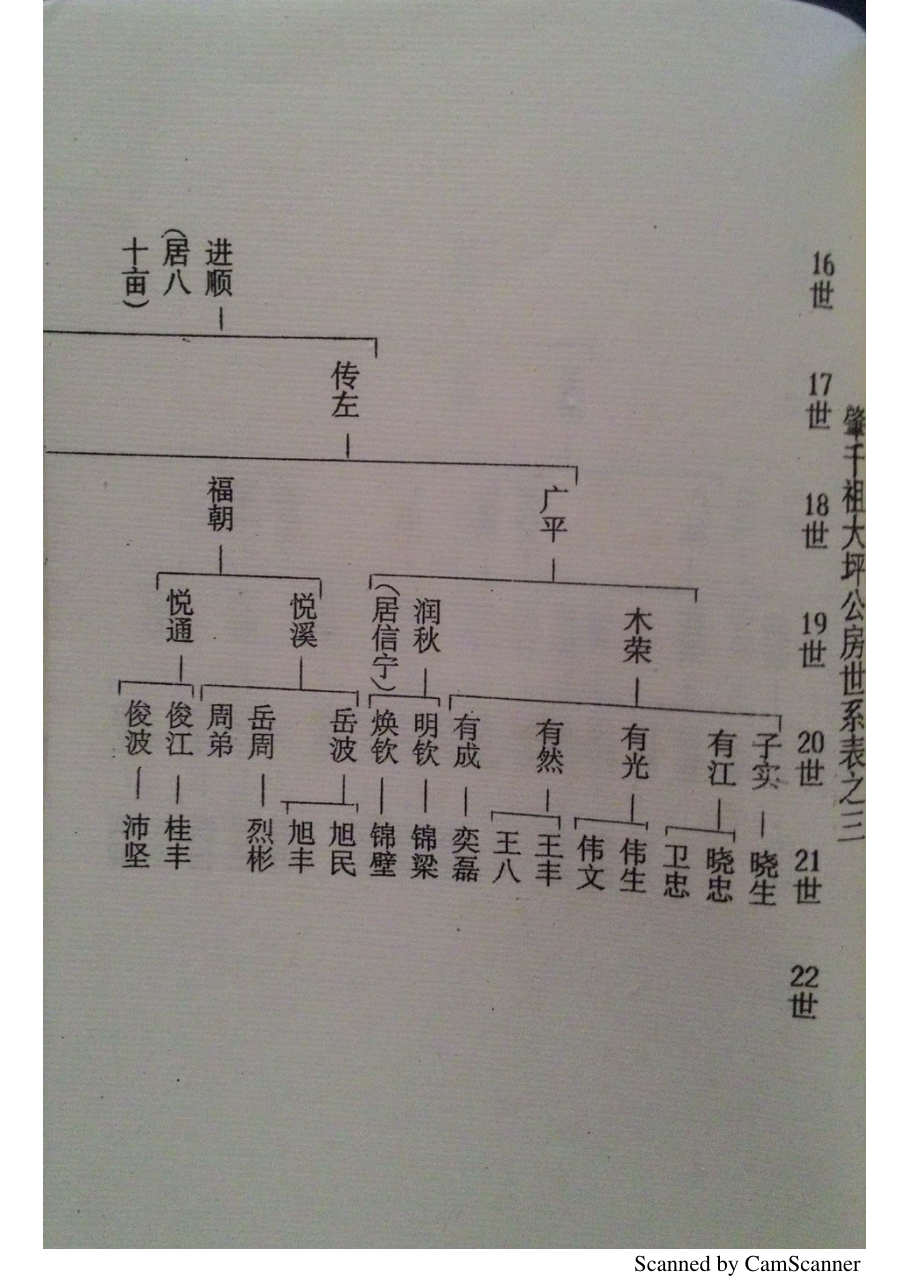 肇千祖大坪公房世系表之三
16世
17世
18世
19世
20世
21世
22世
进顺
(居八
十亩)
传左
广平
福朝
木荣
润秋
(居信宁)
悦溪
悦通
子实
有江
有光
有然
有成
明钦
焕钦
岳波
岳周
周弟
俊江
俊波
晓生
晓忠
卫忠
伟生
伟文
王丰
王八
奕磊
锦梁
锦壁
旭民
旭丰
烈彬
桂丰
沛坚
Scanned by CamScanner